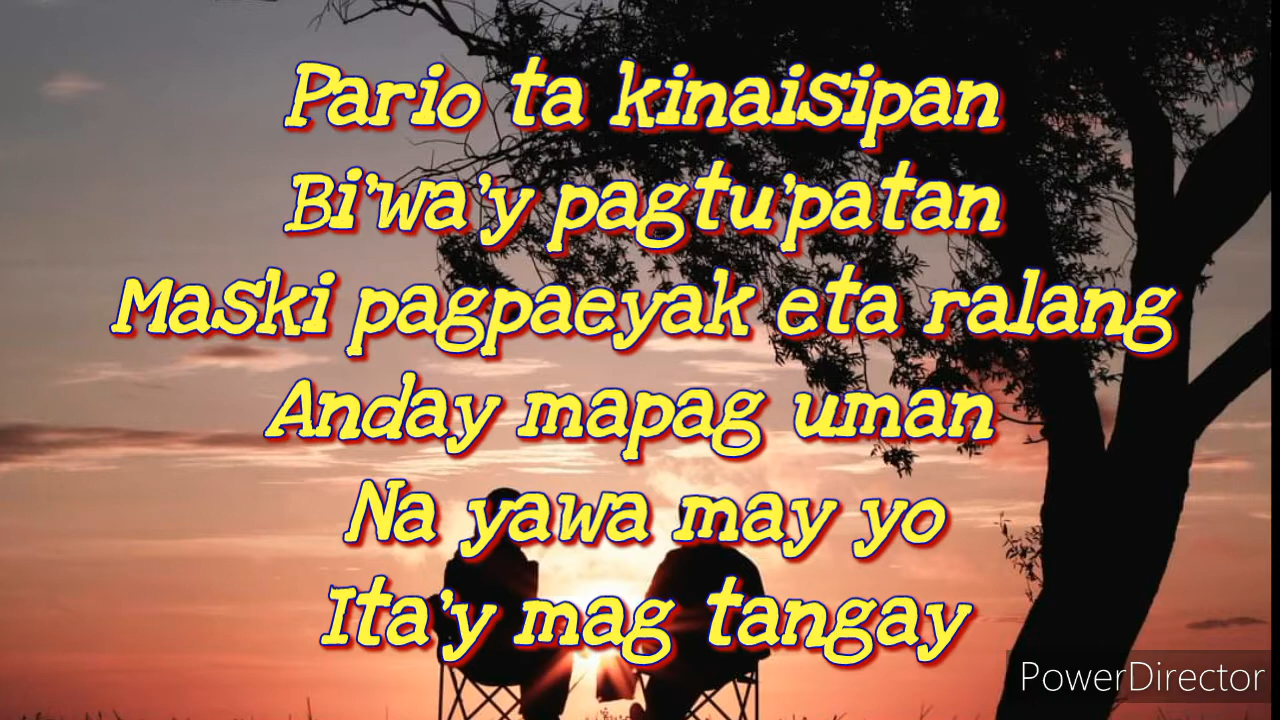 Pario ta kinaisipan
Bi'wa'y pagtu'patan
Maski pagpaeyak eta ralang
Anday mapag uman
Na yawa may yo
Ita'y mag tangay
PowerDirector